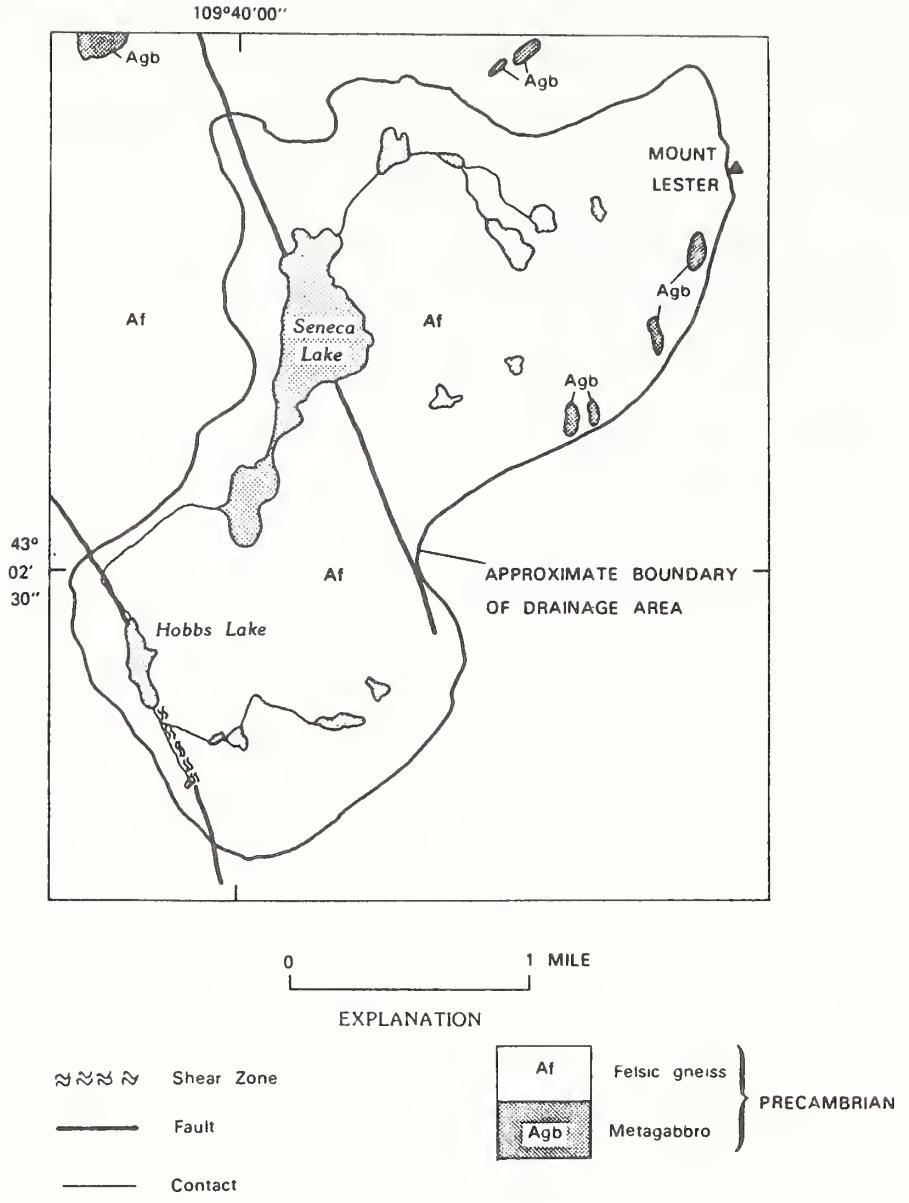 109°40'00"
Agb
Agb
MOUNT
LESTER
Agb
Af
Seneca
Lake
Af
Agb
43°
02'
30"
Af
APPROXIMATE BOUNDARY
OF DRAINAGE AREA
Hobbs Lake
0 1 MILE
EXPLANATION
Shear Zone
Fault
Contact
Af Felsic gneiss
Agb Metagabbro
PRECAMBRIAN